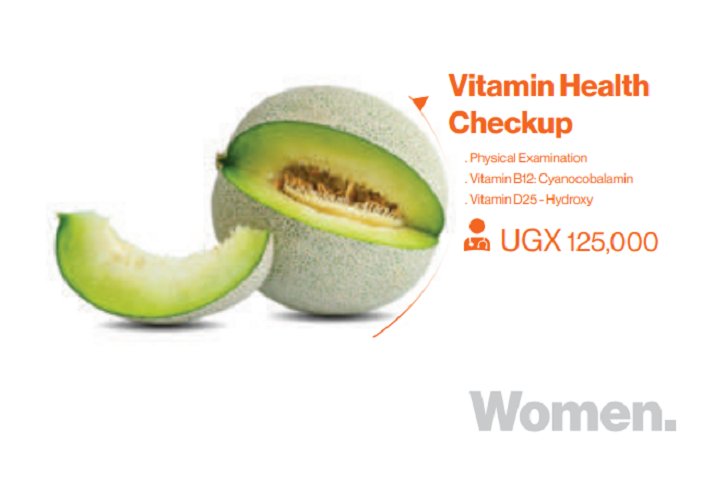 Vitamin Health
Checkup
. Physical Examination
. Vitamin B12: Cyanocobalamin
. Vitamin D25 - Hydroxy
UGX 125,000
Women.